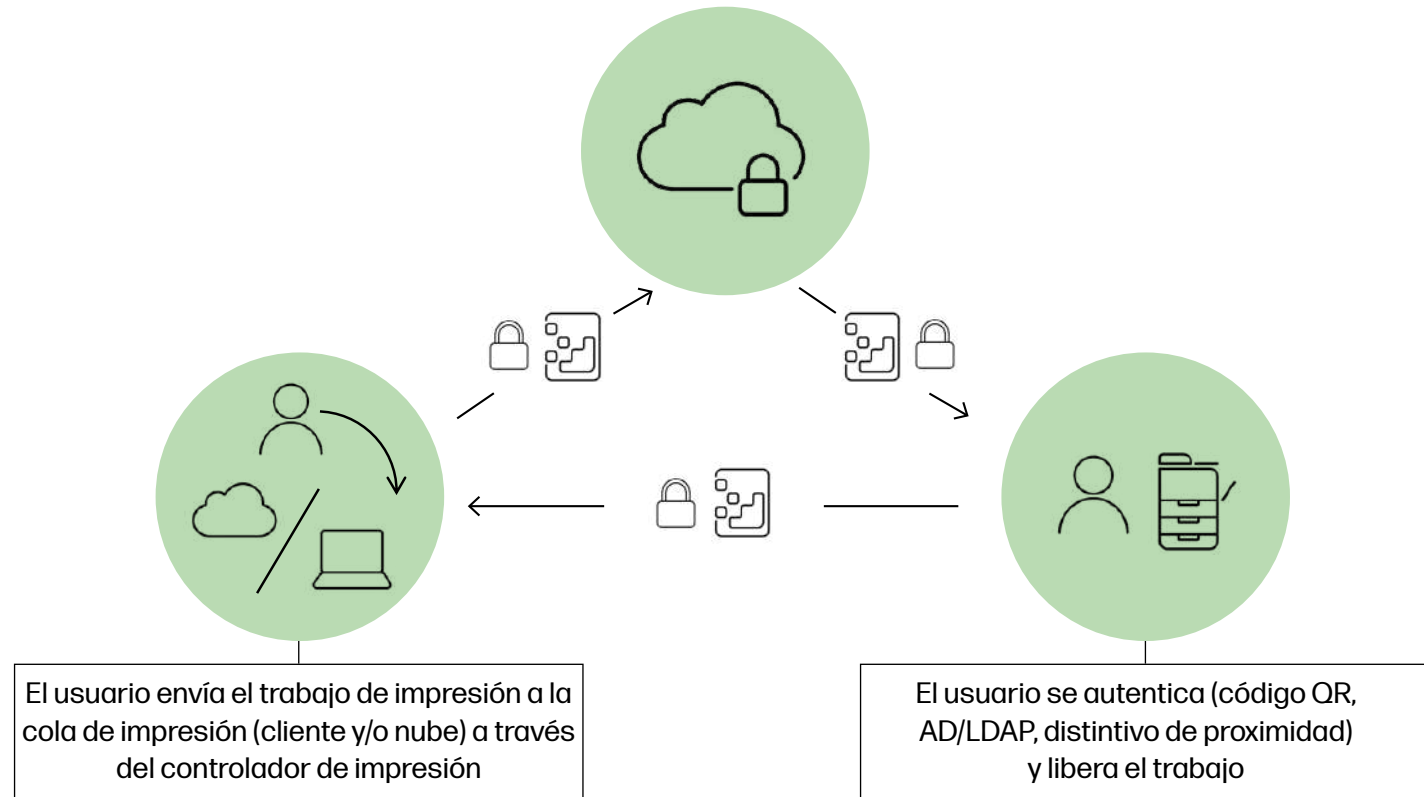 El usuario envía el trabajo de impresión a la
cola de impresión (cliente y/o nube) a través
del controlador de impresión
El usuario se autentica (código QR,
AD/LDAP, distintivo de proximidad)
y libera el trabajo